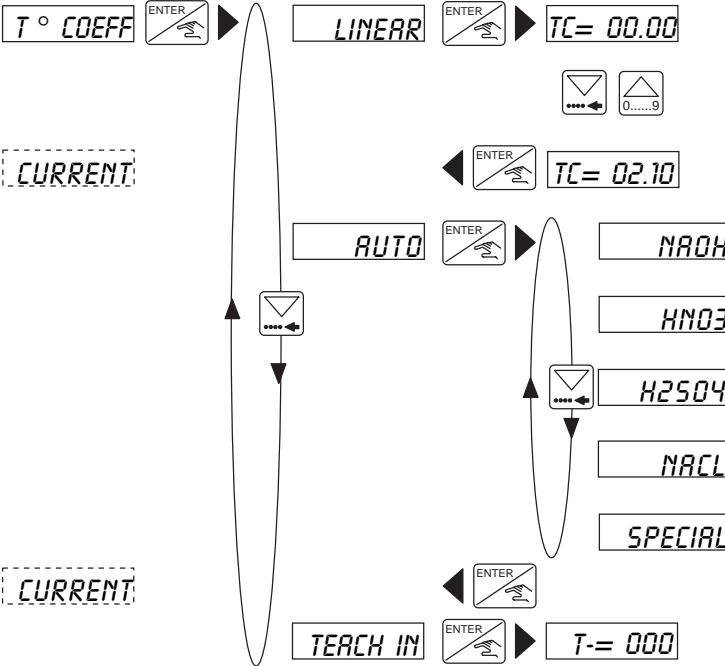 T ° COEFF ENTER LINEAR ENTER TC= 00.00
0......9
CURRENT ENTER TC= 02.10
AUTO ENTER NAOH
HNO3
H2SO4
NACL
SPECIAL
CURRENT ENTER
TEACH IN ENTER T-= 000